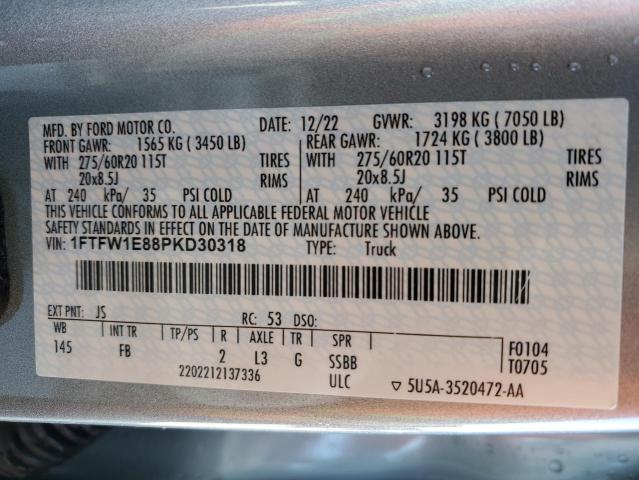 MFD. BY FORD MOTOR CO. DATE: 12/22 GVWR: 3198 KG ( 7050 LB)
FRONT GAWR: 1565 KG ( 3450 LB) REAR GAWR: 1724 KG ( 3800 LB)
WITH 275/60R20 115T TIRES WITH 275/60R20 115T TIRES
20x8.5J RIMS 20x8.5J RIMS
AT 240 kPa/ 35 PSI COLD AT 240 kPa/ 35 PSI COLD
THIS VEHICLE CONFORMS TO ALL APPLICABLE FEDERAL MOTOR VEHICLE
SAFETY STANDARDS IN EFFECT ON THE DATE OF MANUFACTURE SHOWN ABOVE.
VIN: 1FTFW1E88PKD30318 TYPE: Truck
EXT PNT: JS RC: 53 DSO:
WB INT TR TP/PS R AXLE TR SPR
145 FB 2 L3 G SSBB F0104
2202212137336 ULC T0705
▽ 5U5A-3520472-AA